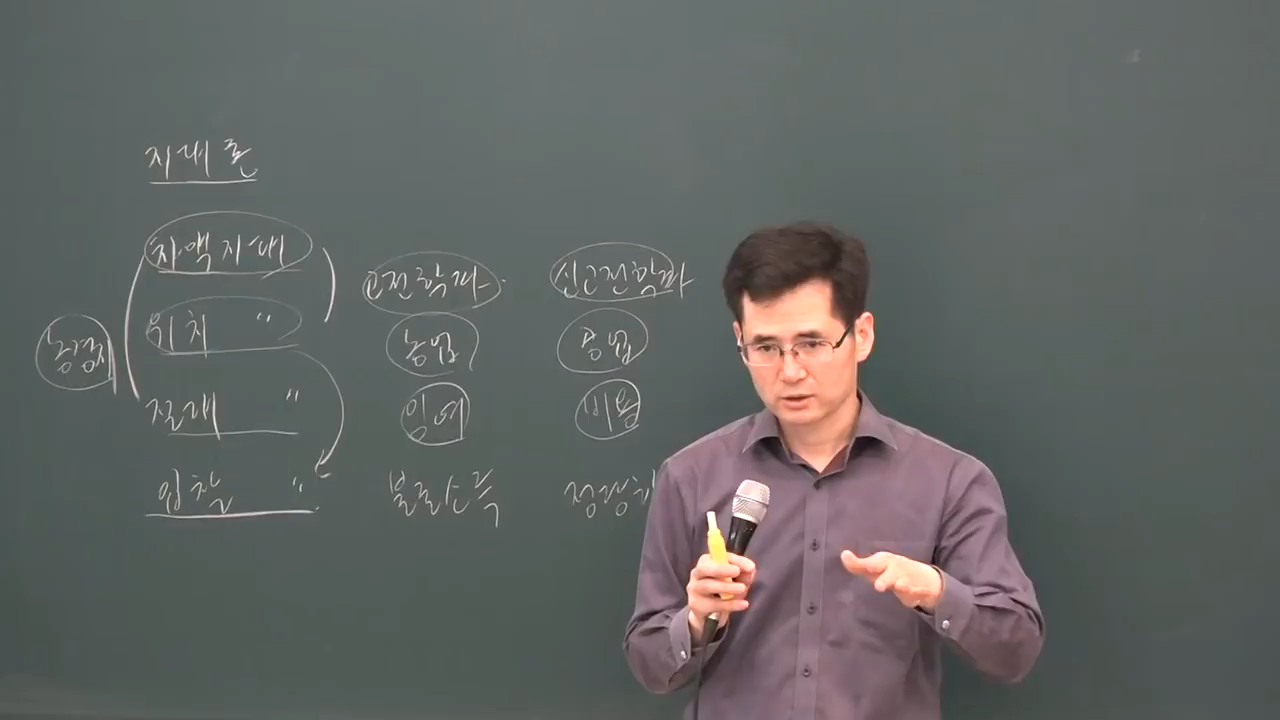 지대론
차액지대
고전학파 신고전학파
위치 〃
농업 상업
농경지
절대 〃
잉여 비용
입찰 〃
불로소득